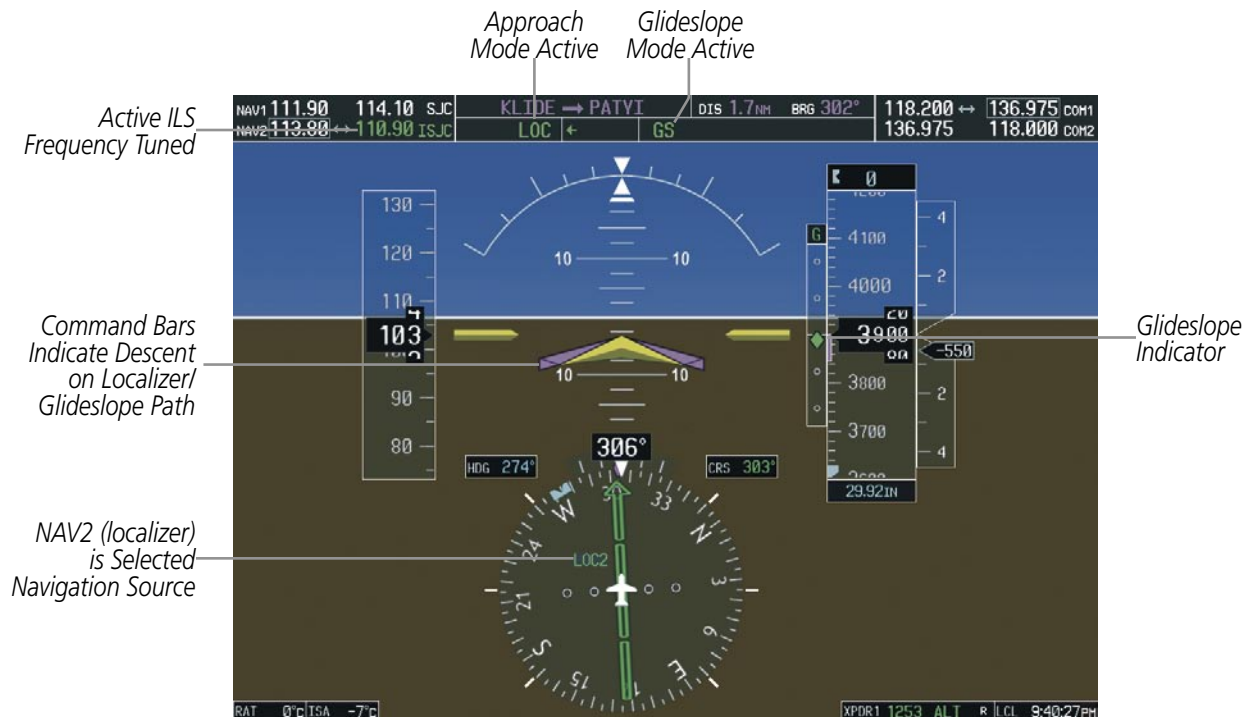 Approach
Mode Active
Glideslope
Mode Active
Active ILS
Frequency Tuned
NAV1 111.90 114.10 SJC
NAV2 113.80 ↔ 110.90 ISJC
KLIDE → PATYI DIS 1.7NM BRG 302°
LOC ← GS
118.200 ↔ 136.975 COM1
136.975 118.000 COM2
130
120
110
103
90
80
10 10
10 10
G
0
4100
4000
3900
20
80
3800
3700
29.92IN
4
2
-550
2
4
Command Bars
Indicate Descent
on Localizer/
Glideslope Path
Glideslope
Indicator
306°
HDG 274°
CRS 303°
33
N
3
6
E
15
S
21
24
W
LOC2
NAV2 (localizer)
is Selected
Navigation Source
RAT 0°C ISA -7°C
XPDR1 1253 ALT R LCL 9:40:27PM